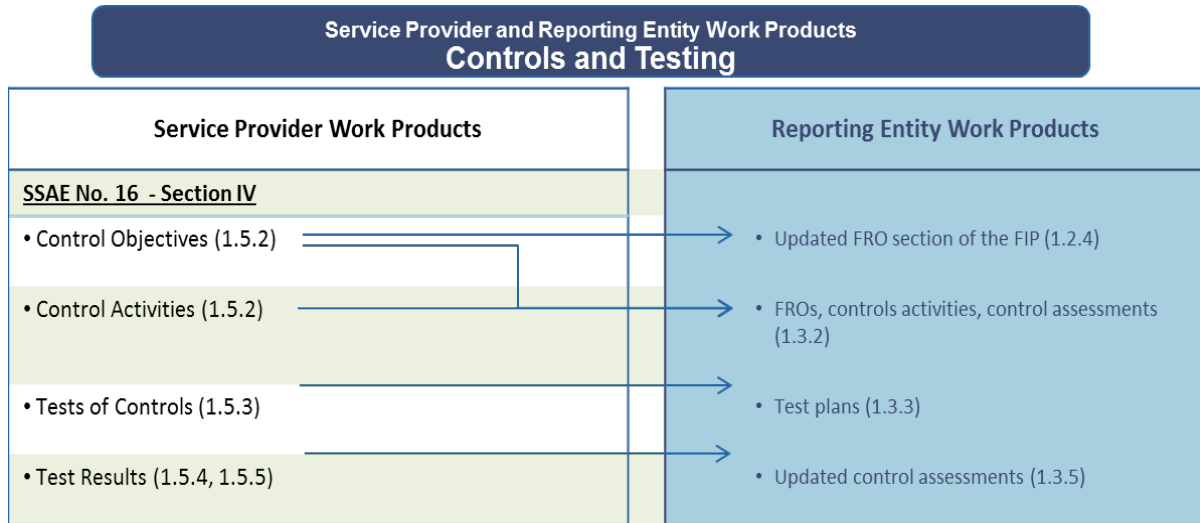 Service Provider and Reporting Entity Work Products
Controls and Testing
Service Provider Work Products
Reporting Entity Work Products
SSAE No. 16 - Section IV
• Control Objectives (1.5.2)
• Updated FRO section of the FIP (1.2.4)
• Control Activities (1.5.2)
• FROs, controls activities, control assessments
(1.3.2)
• Tests of Controls (1.5.3)
• Test plans (1.3.3)
• Test Results (1.5.4, 1.5.5)
• Updated control assessments (1.3.5)